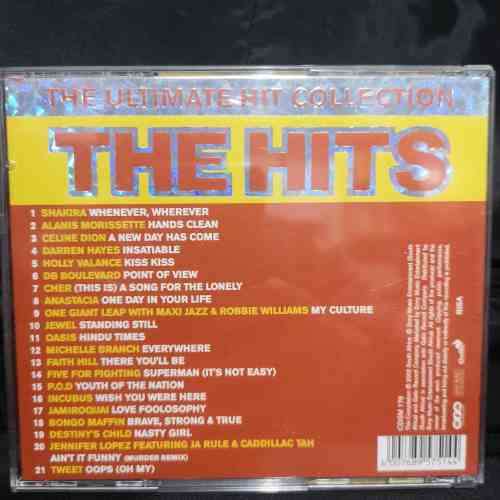 THE ULTIMATE HIT COLLECTION
THE HITS
1 SHAKIRA WHENEVER, WHEREVER
2 ALANIS MORISSETTE HANDS CLEAN
3 CELINE DION A NEW DAY HAS COME
4 DARREN HAYES INSATIABLE
5 HOLLY VALANCE KISS KISS
6 DB BOULEVARD POINT OF VIEW
7 CHER (THIS IS) A SONG FOR THE LONELY
8 ANASTACIA ONE DAY IN YOUR LIFE
9 ONE GIANT LEAP WITH MAXI JAZZ & ROBBIE WILLIAMS MY CULTURE
10 JEWEL STANDING STILL
11 OASIS HINDU TIMES
12 MICHELLE BRANCH EVERYWHERE
13 FAITH HILL THERE YOU'LL BE
14 FIVE FOR FIGHTING SUPERMAN (IT'S NOT EASY)
15 P.O.D YOUTH OF THE NATION
16 INCUBUS WISH YOU WERE HERE
17 JAMIROQUAI LOVE FOOLOSOPHY
18 BONGO MAFFIN BRAVE, STRONG & TRUE
19 DESTINY'S CHILD NASTY GIRL
20 JENNIFER LOPEZ FEATURING JA RULE & CADDILLAC TAH
AIN'T IT FUNNY (MURDER REMIX)
21 TWEET OOPS (OH MY)
CDSM 178
RISA